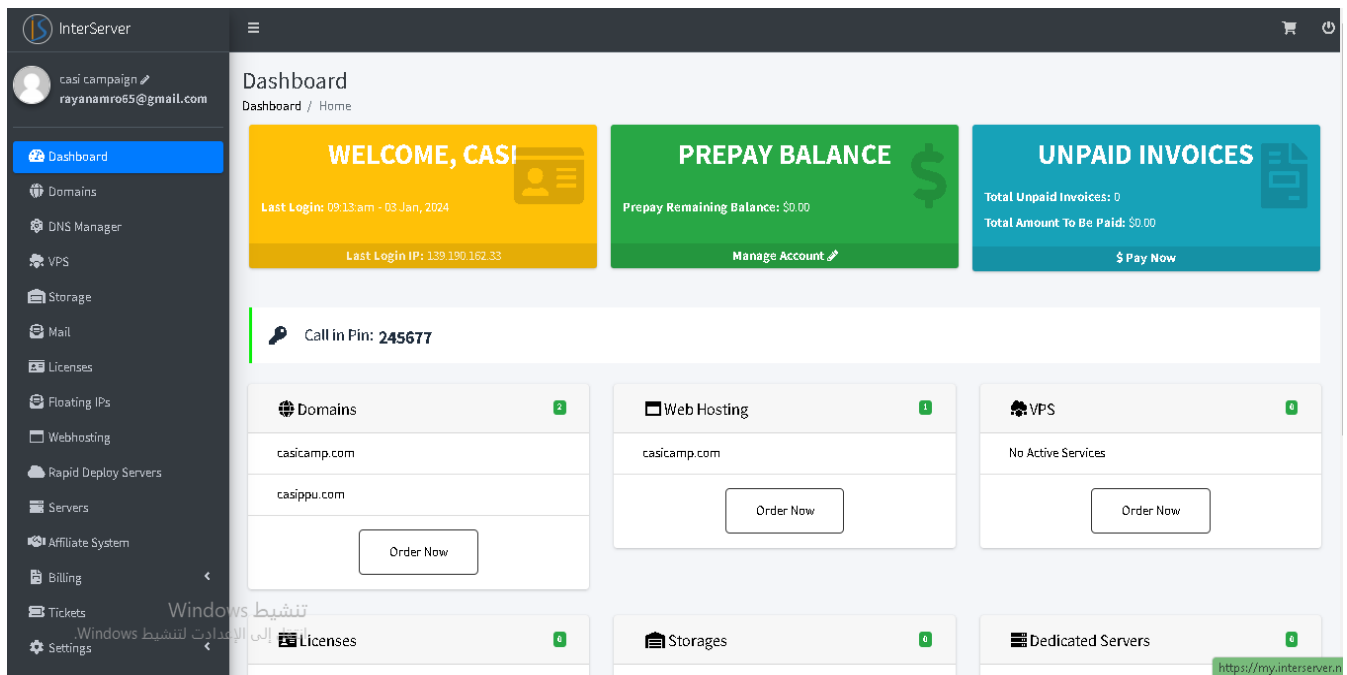 InterServer
casi campaign
rayanamro65@gmail.com
Dashboard
Domains
DNS Manager
VPS
Storage
Mail
Licenses
Floating IPs
Webhosting
Rapid Deploy Servers
Servers
Affiliate System
Billing
Tickets
Settings
Dashboard
Dashboard / Home
WELCOME, CASI
Last Login: 09:13:am - 03 Jan, 2024
Last Login IP: 139.190.162.33
PREPAY BALANCE
Prepay Remaining Balance: $0.00
Manage Account
UNPAID INVOICES
Total Unpaid Invoices: 0
Total Amount To Be Paid: $0.00
$ Pay Now
Call in Pin: 245677
Domains 2
casicamp.com
casippu.com
Order Now
Web Hosting 1
casicamp.com
Order Now
VPS 0
No Active Services
Order Now
Licenses 0
Storages 0
Dedicated Servers 0
تنشيط Windows
انتقل إلى الإعدادات لتنشيط Windows.
https://my.interserver.n